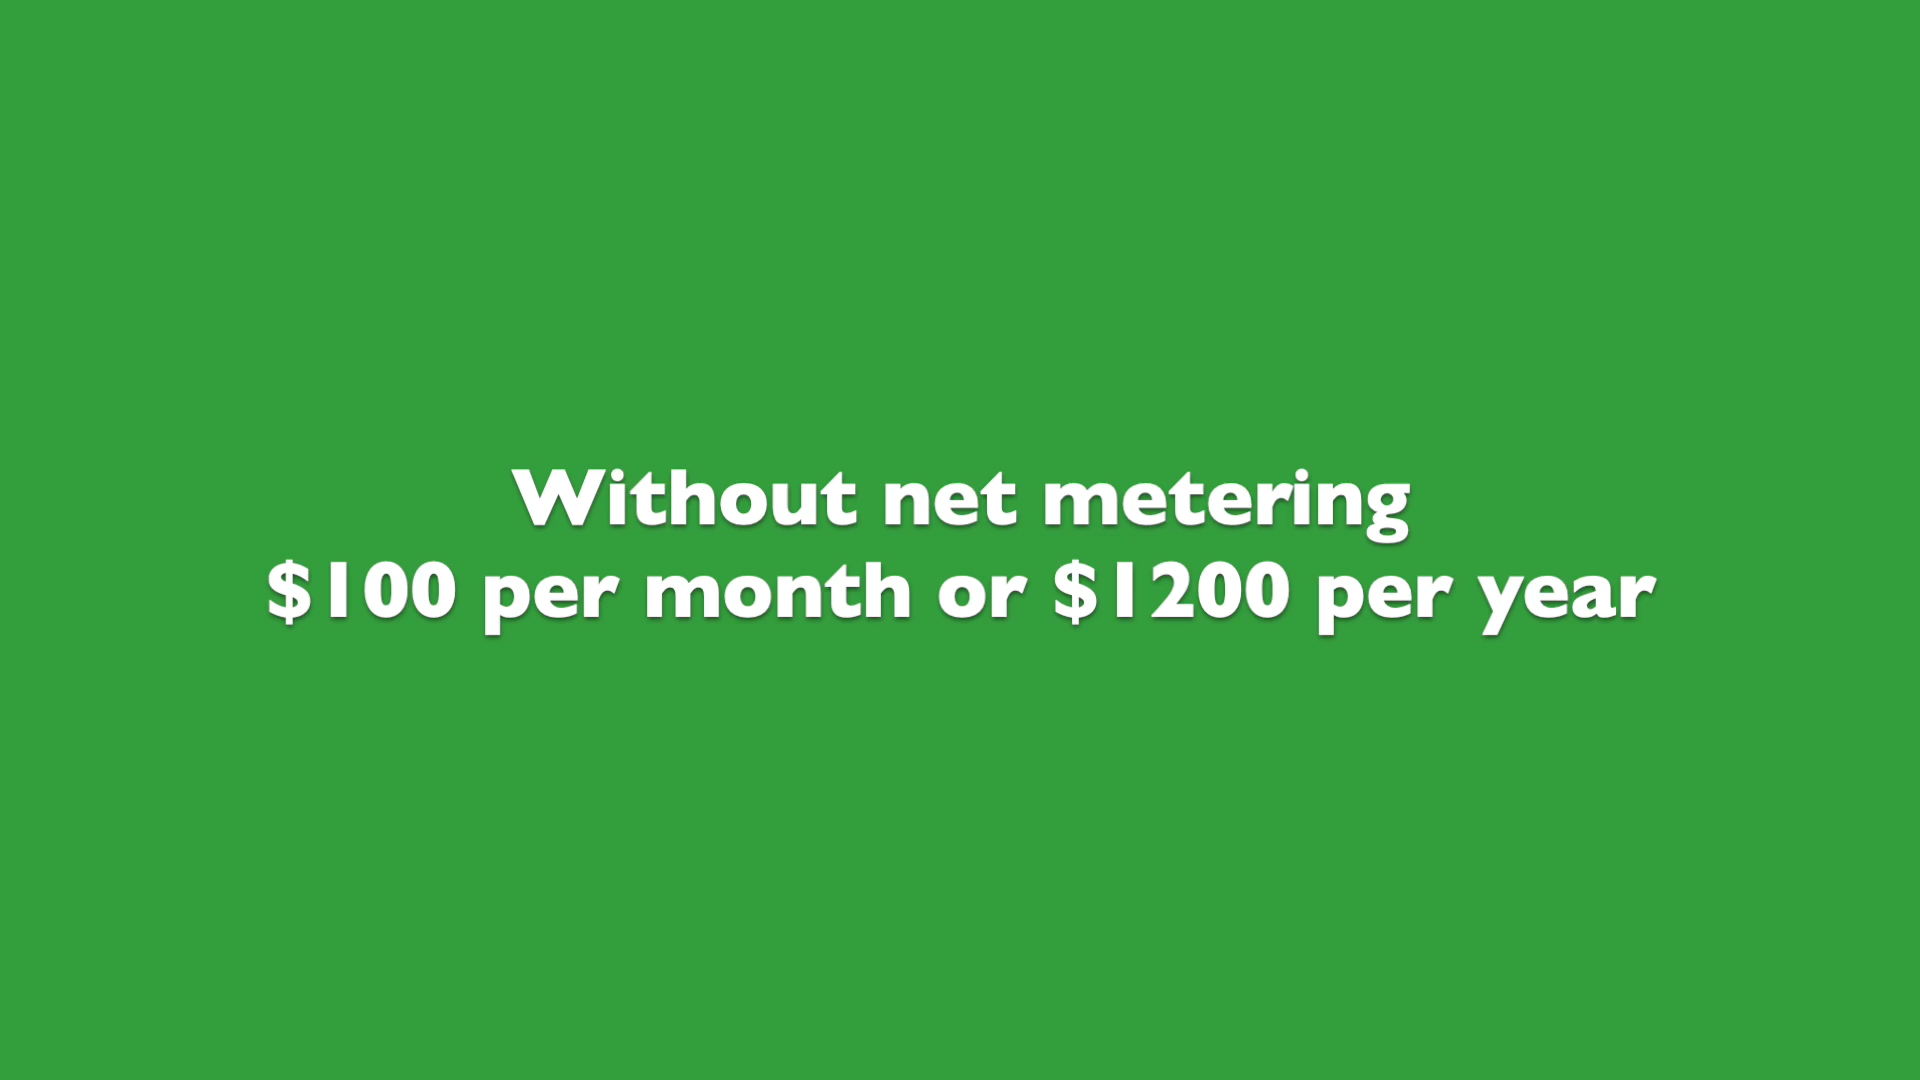 Without net metering
$100 per month or $1200 per year